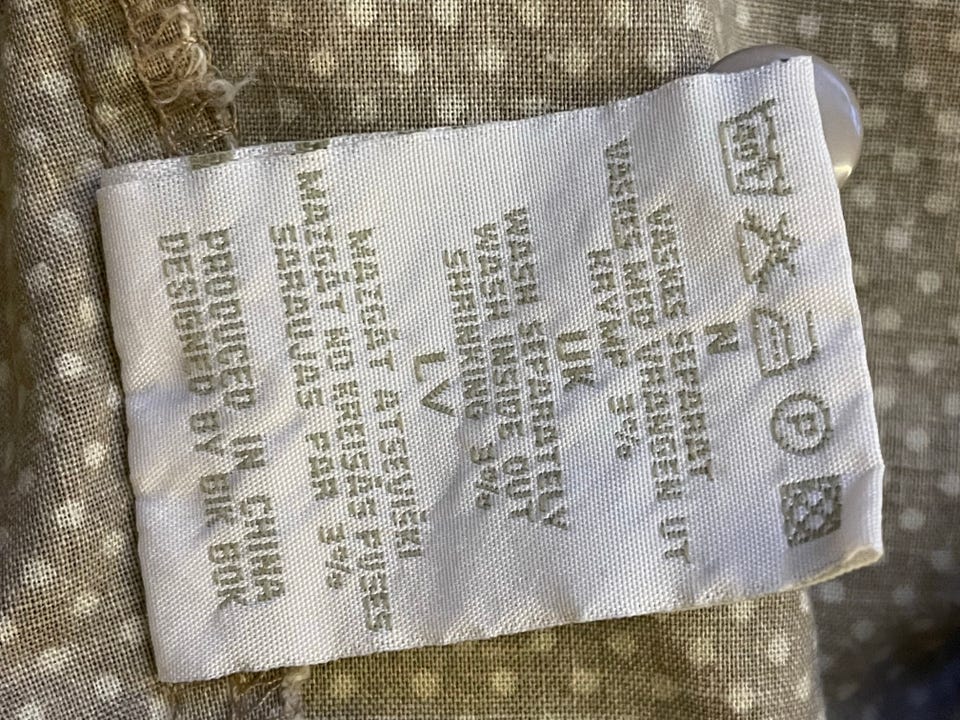 40
P
N
VASKES SEPARAT
VASKES MED VRANGEN UT
KRYMP 3%
UK
WASH SEPARATELY
WASH INSIDE OUT
SHRINKING 3%
LV
MAZGĀT ATSEVIŠĶI
MAZGĀT NO KREISĀS PUSES
SARAUJAS PAR 3%
PRODUCED IN CHINA
DESIGNED BY BIK BOK